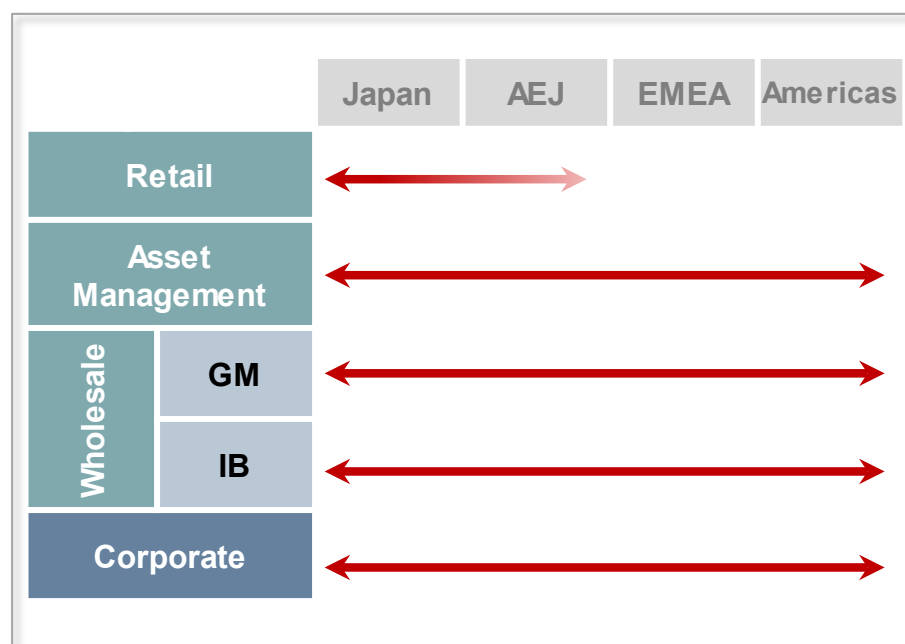 Japan
AEJ
EMEA
Americas
Retail
Asset
Management
Wholesale
GM
IB
Corporate